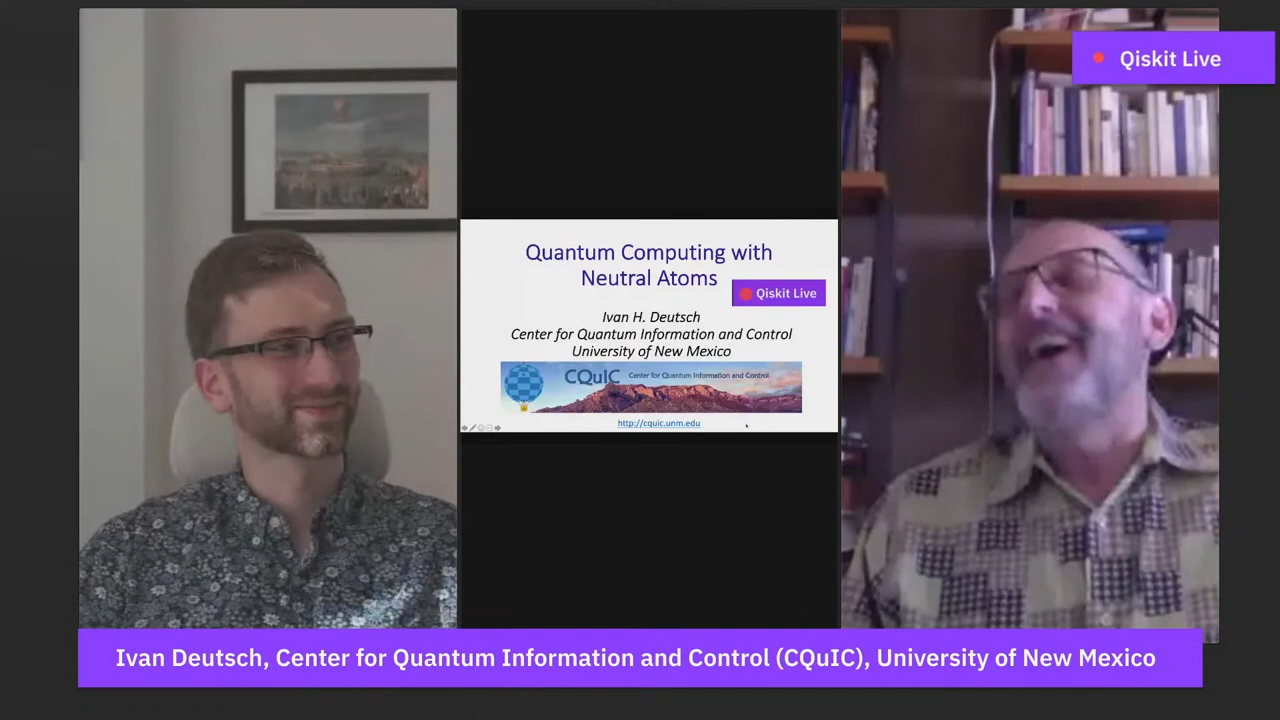 Qiskit Live
Quantum Computing with
Neutral Atoms
Qiskit Live
Ivan H. Deutsch
Center for Quantum Information and Control
University of New Mexico
CQuIC Center for Quantum Information and Control
http://cquic.unm.edu
Ivan Deutsch, Center for Quantum Information and Control (CQuIC), University of New Mexico